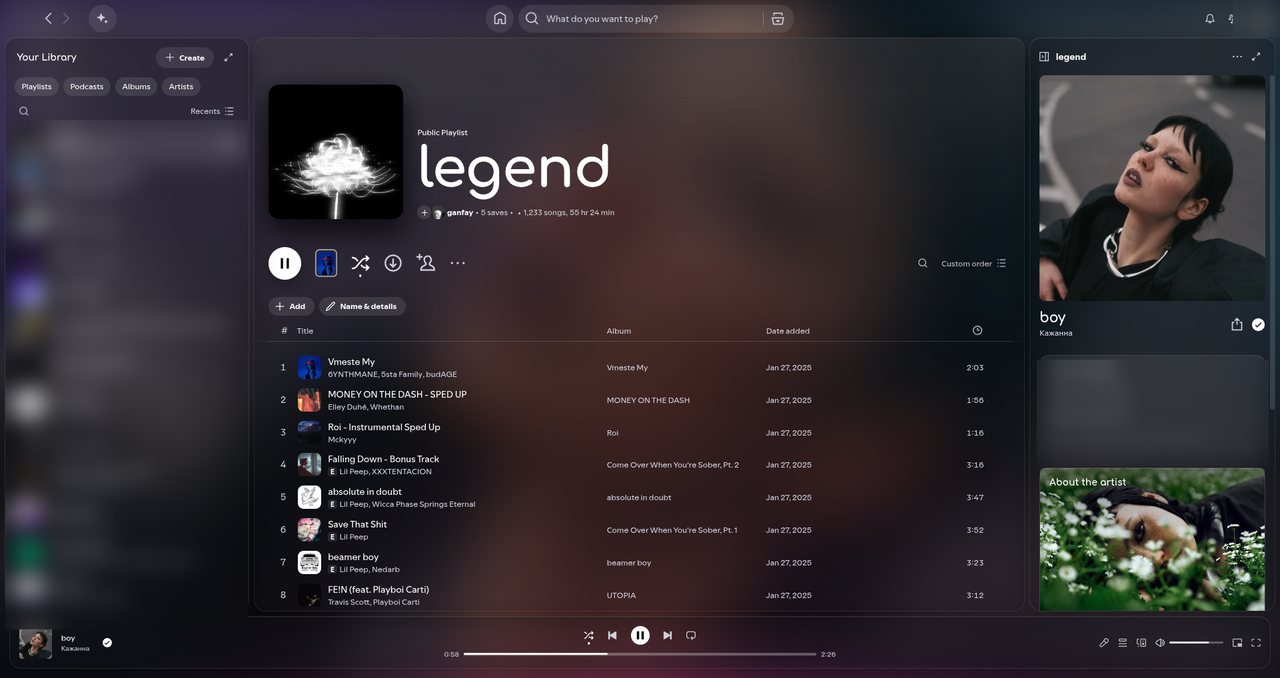 What do you want to play?
Your Library
Create
Playlists
Podcasts
Albums
Artists
Recents
Public Playlist
legend
ganfay • 5 saves • • 1,233 songs, 55 hr 24 min
Custom order
Add
Name & details
# Title Album Date added
1 Vmeste My Vmeste My Jan 27, 2025 2:03
6YNTHMANE, 5sta Family, budAGE
2 MONEY ON THE DASH - SPED UP MONEY ON THE DASH Jan 27, 2025 1:56
Elley Duhé, Whethan
3 Roi - Instrumental Sped Up Roi Jan 27, 2025 1:16
Mckyyy
4 Falling Down - Bonus Track Come Over When You're Sober, Pt. 2 Jan 27, 2025 3:16
E Lil Peep, XXXTENTACION
5 absolute in doubt absolute in doubt Jan 27, 2025 3:47
E Lil Peep, Wicca Phase Springs Eternal
6 Save That Shit Come Over When You're Sober, Pt. 1 Jan 27, 2025 3:52
E Lil Peep
7 beamer boy beamer boy Jan 27, 2025 3:23
E Lil Peep, Nedarb
8 FE!N (feat. Playboi Carti) UTOPIA Jan 27, 2025 3:12
Travis Scott, Playboi Carti
legend
boy
Кажанна
About the artist
boy
Кажанна
0:58
2:26